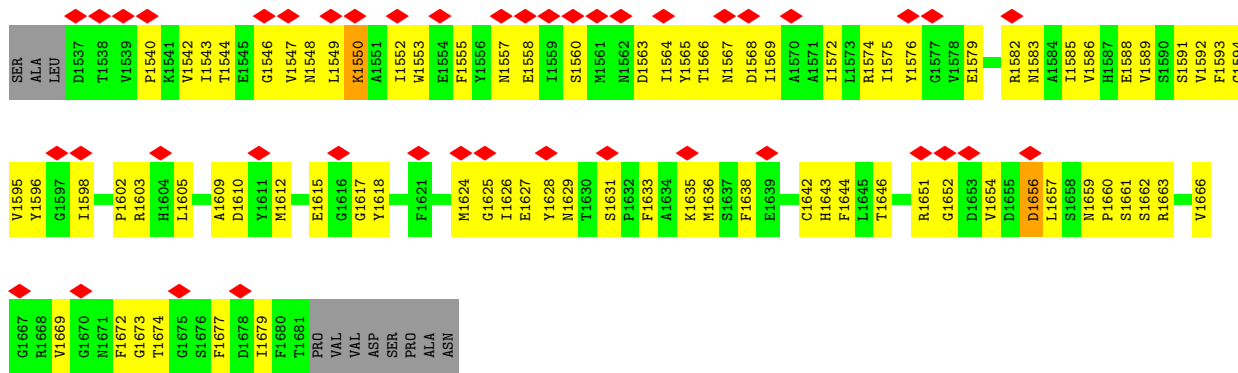 SER ALA LEU D1537 T1538 V1539 P1540 K1541 V1542 I1543 T1544 E1545 G1546 V1547 N1548 L1549 K1550 A1551 I1552 W1553 E1554 F1555 Y1556 N1557 E1558 I1559 S1560 M1561 N1562 D1563 I1564 Y1565 T1566 N1567 D1568 I1569 A1570 A1571 I1572 L1573 R1574 I1575 Y1576 G1577 V1578 E1579 R1582 N1583 A1584 I1585 V1586 H1587 E1588 V1589 S1590 S1591 V1592 F1593 C1594
V1595 Y1596 G1597 I1598 P1602 R1603 H1604 L1605 A1609 D1610 Y1611 M1612 E1615 G1616 G1617 Y1618 F1621 M1624 G1625 I1626 E1627 Y1628 N1629 T1630 S1631 P1632 F1633 A1634 K1635 M1636 S1637 F1638 E1639 C1642 H1643 F1644 L1645 T1646 R1651 G1652 D1653 V1654 D1655 D1656 L1657 S1658 N1659 P1660 S1661 S1662 R1663 V1666
G1667 R1668 V1669 G1670 N1671 F1672 G1673 T1674 G1675 S1676 F1677 D1678 I1679 F1680 T1681 PRO VAL VAL ASP SER PRO ALA ASN